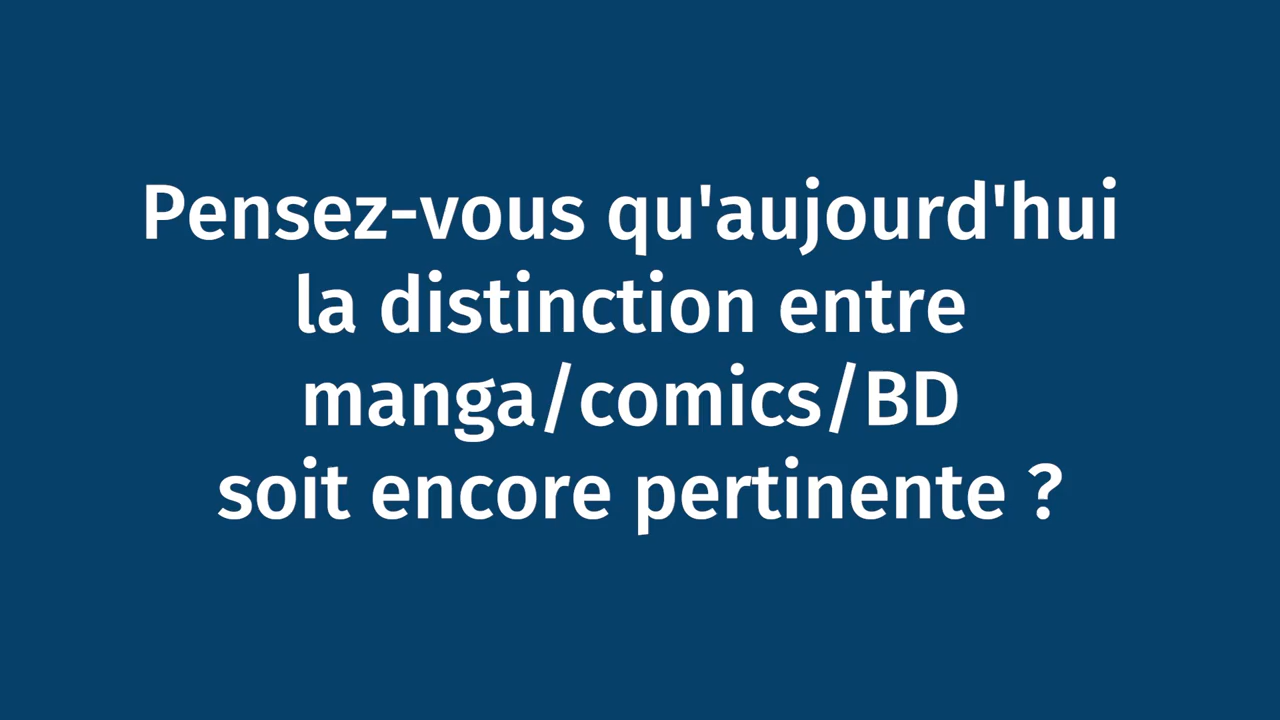 Pensez-vous qu'aujourd'hui
la distinction entre
manga/comics/BD
soit encore pertinente ?